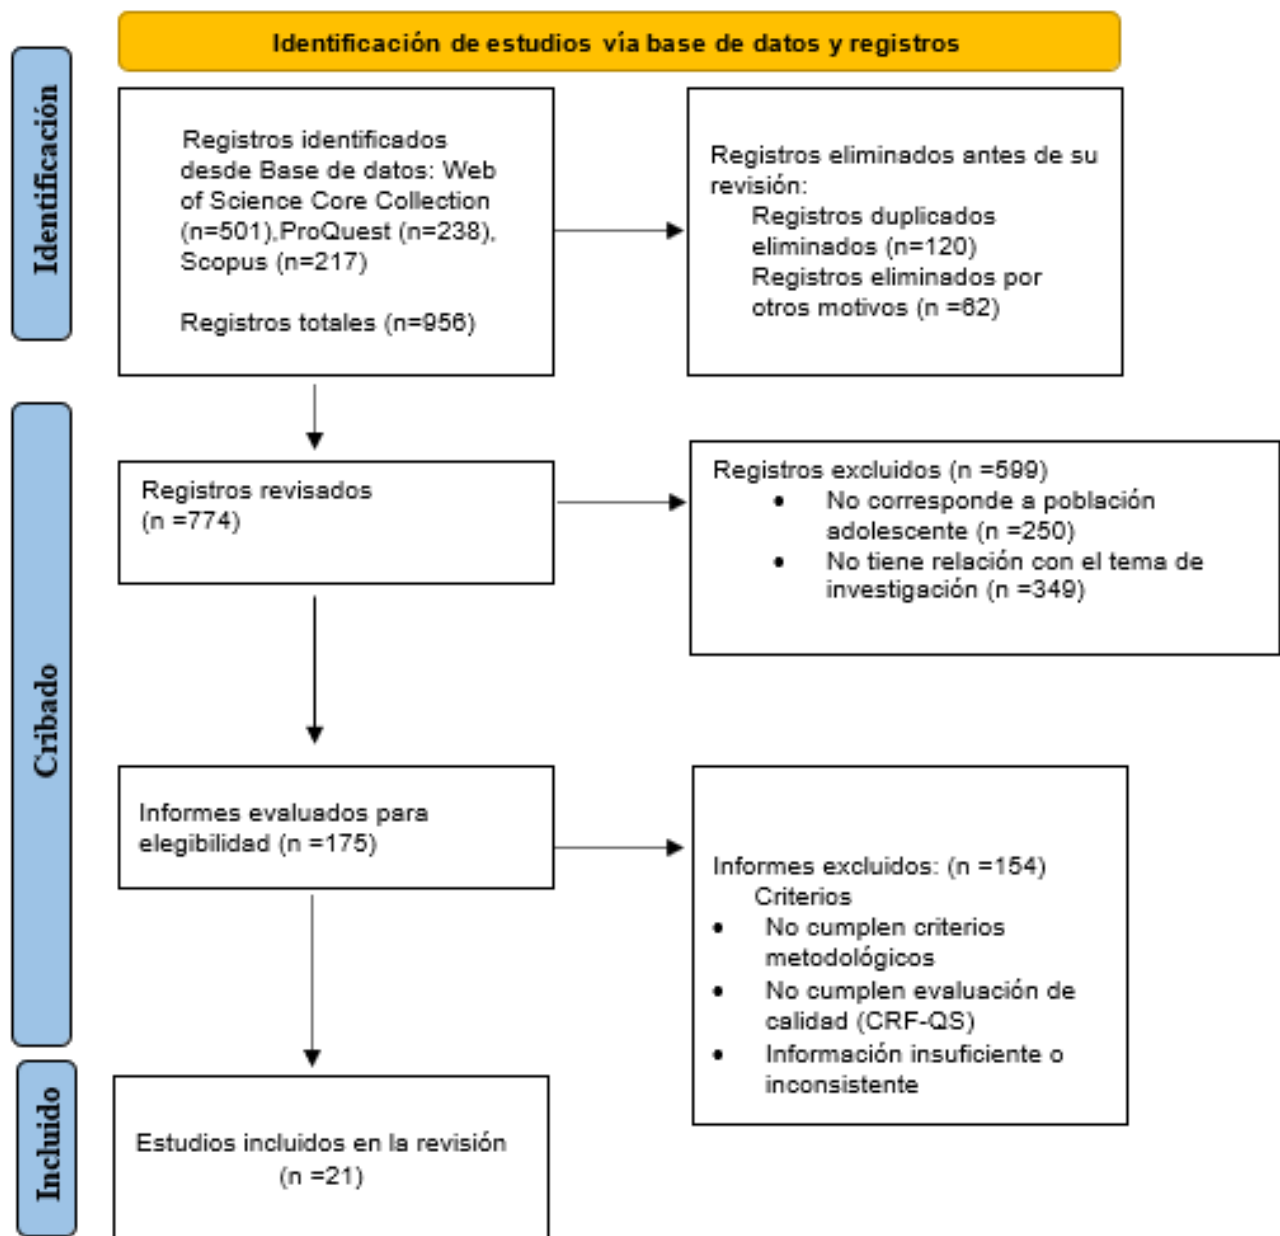 Identificación de estudios vía base de datos y registros
Identificación
Registros identificados
desde Base de datos: Web
of Science Core Collection
(n=501),ProQuest (n=238),
Scopus (n=217)
Registros totales (n=956)
Registros eliminados antes de su
revisión:
Registros duplicados
eliminados (n=120)
Registros eliminados por
otros motivos (n =62)
Cribado
Registros revisados
(n =774)
Registros excluidos (n =599)
• No corresponde a población
adolescente (n =250)
• No tiene relación con el tema de
investigación (n =349)
Informes evaluados para
elegibilidad (n =175)
Informes excluidos: (n =154)
Criterios
• No cumplen criterios
metodológicos
• No cumplen evaluación de
calidad (CRF-QS)
• Información insuficiente o
inconsistente
Incluido
Estudios incluidos en la revisión
(n =21)